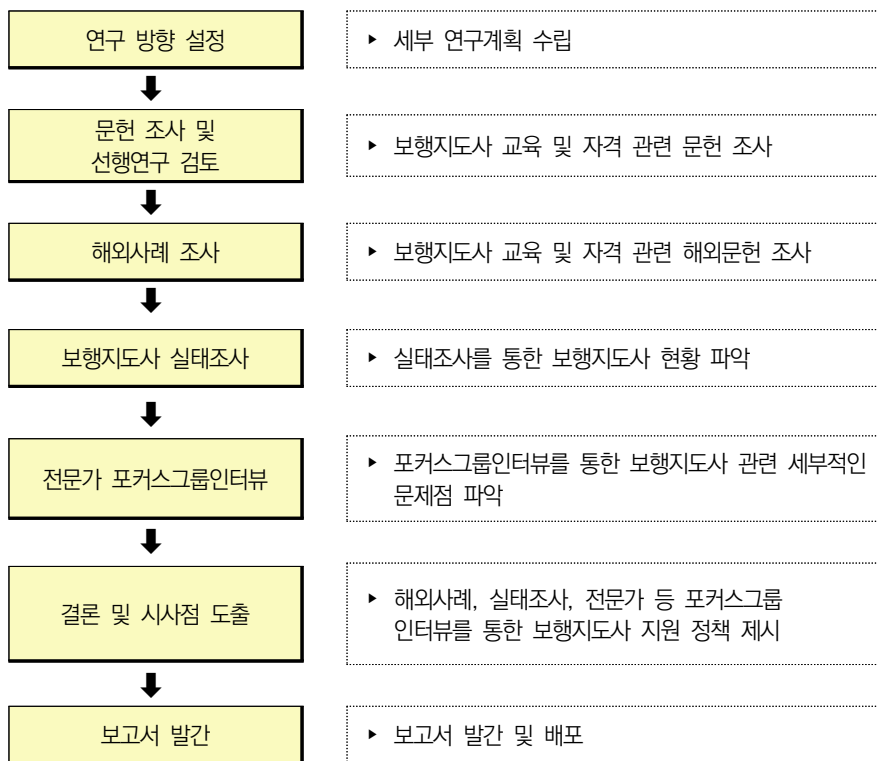 연구 방향 설정
▶ 세부 연구계획 수립
문헌 조사 및
선행연구 검토
▶ 보행지도사 교육 및 자격 관련 문헌 조사
해외사례 조사
▶ 보행지도사 교육 및 자격 관련 해외문헌 조사
보행지도사 실태조사
▶ 실태조사를 통한 보행지도사 현황 파악
전문가 포커스그룹인터뷰
▶ 포커스그룹인터뷰를 통한 보행지도사 관련 세부적인
문제점 파악
결론 및 시사점 도출
▶ 해외사례, 실태조사, 전문가 등 포커스그룹
인터뷰를 통한 보행지도사 지원 정책 제시
보고서 발간
▶ 보고서 발간 및 배포